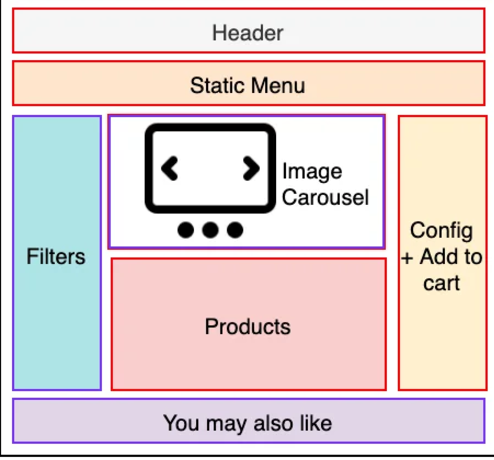 Header
Static Menu
Image
Carousel
Filters
Config
+ Add to
cart
Products
You may also like